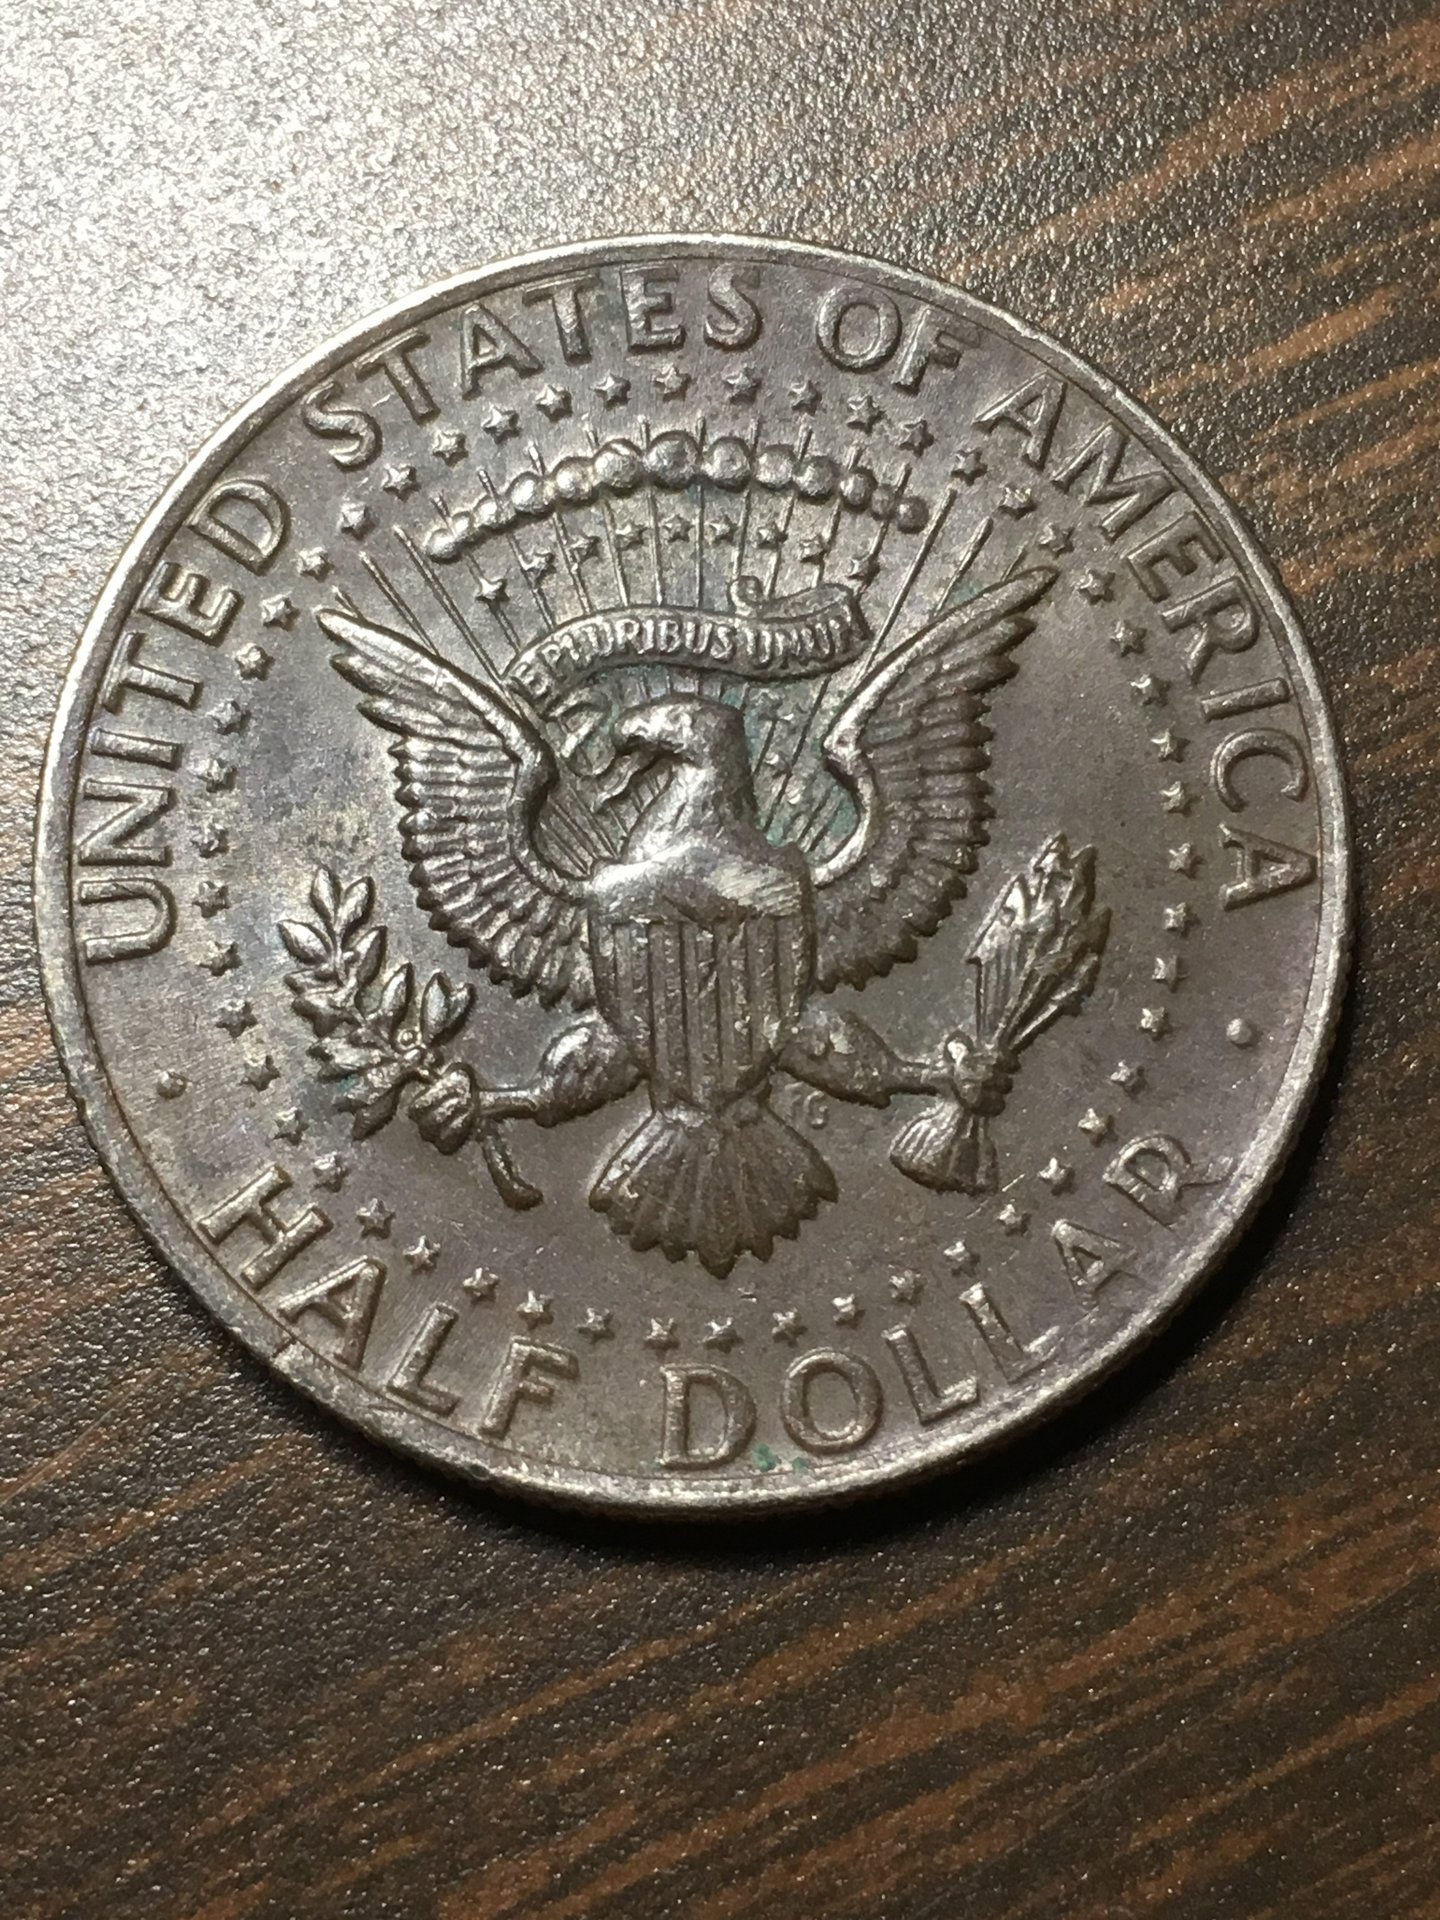 UNITED STATES OF AMERICA
E PLURIBUS UNUM
FG
HALF DOLLAR